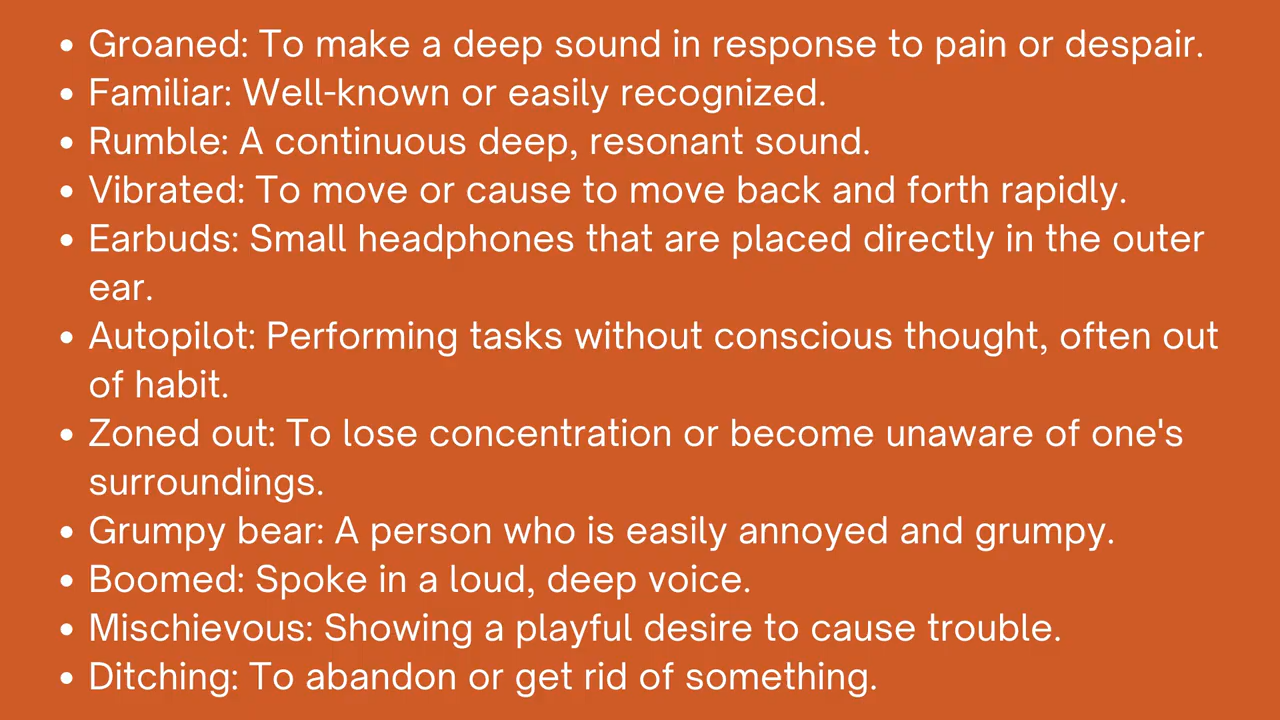 • Groaned: To make a deep sound in response to pain or despair.
• Familiar: Well-known or easily recognized.
• Rumble: A continuous deep, resonant sound.
• Vibrated: To move or cause to move back and forth rapidly.
• Earbuds: Small headphones that are placed directly in the outer
ear.
• Autopilot: Performing tasks without conscious thought, often out
of habit.
• Zoned out: To lose concentration or become unaware of one's
surroundings.
• Grumpy bear: A person who is easily annoyed and grumpy.
• Boomed: Spoke in a loud, deep voice.
• Mischievous: Showing a playful desire to cause trouble.
• Ditching: To abandon or get rid of something.